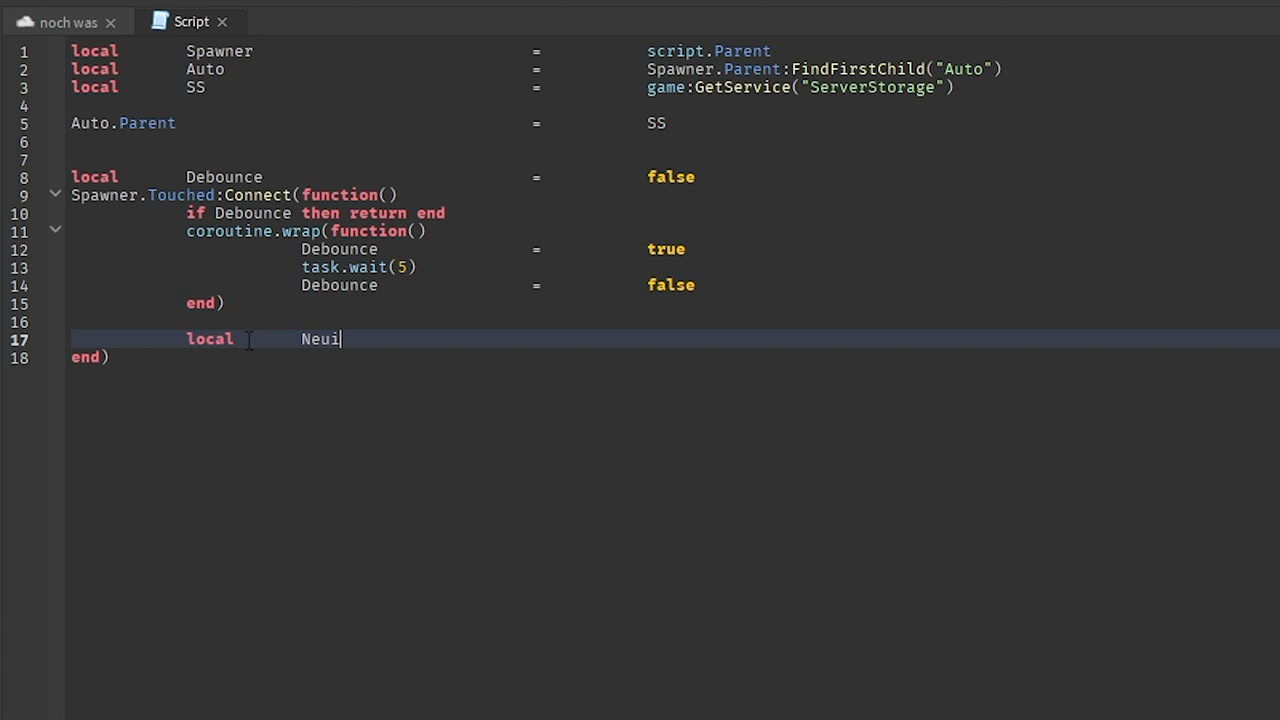 noch was Script
1 local Spawner = script.Parent
2 local Auto = Spawner.Parent:FindFirstChild("Auto")
3 local SS = game:GetService("ServerStorage")
4
5 Auto.Parent = SS
6
7
8 local Debounce = false
9 Spawner.Touched:Connect(function()
10 if Debounce then return end
11 coroutine.wrap(function()
12 Debounce = true
13 task.wait(5)
14 Debounce = false
15 end)
16
17 local Neui
18 end)